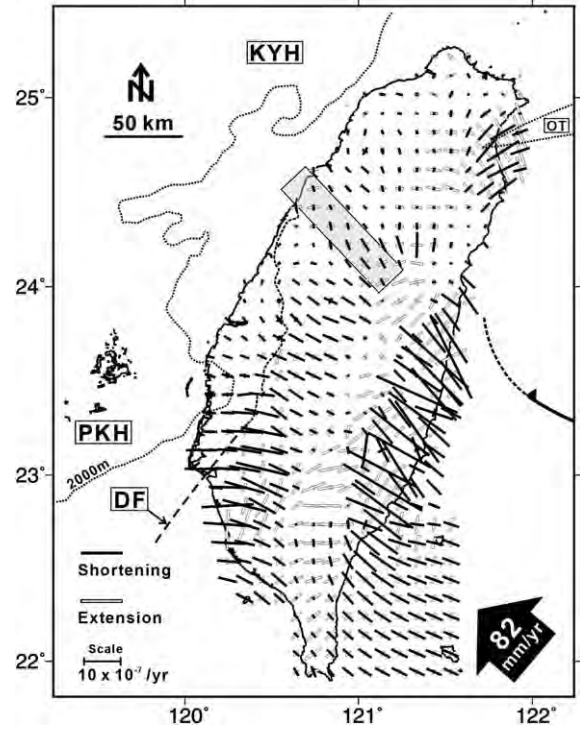 KYH
N
50 km
25°
OT
24°
PKH
23°
2000m
DF
Shortening
Extension
Scale
10 x 10⁻⁷ /yr
82
mm/yr
22°
120°
121°
122°